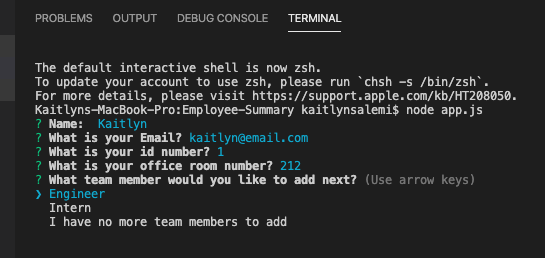 PROBLEMS OUTPUT DEBUG CONSOLE TERMINAL
The default interactive shell is now zsh.
To update your account to use zsh, please run `chsh -s /bin/zsh`.
For more details, please visit https://support.apple.com/kb/HT208050.
Kaitlyns-MacBook-Pro:Employee-Summary kaitlynsalemi$ node app.js
? Name:  Kaitlyn
? What is your Email? kaitlyn@email.com
? What is your id number? 1
? What is your office room number? 212
? What team member would you like to add next? (Use arrow keys)
❯ Engineer
  Intern
  I have no more team members to add